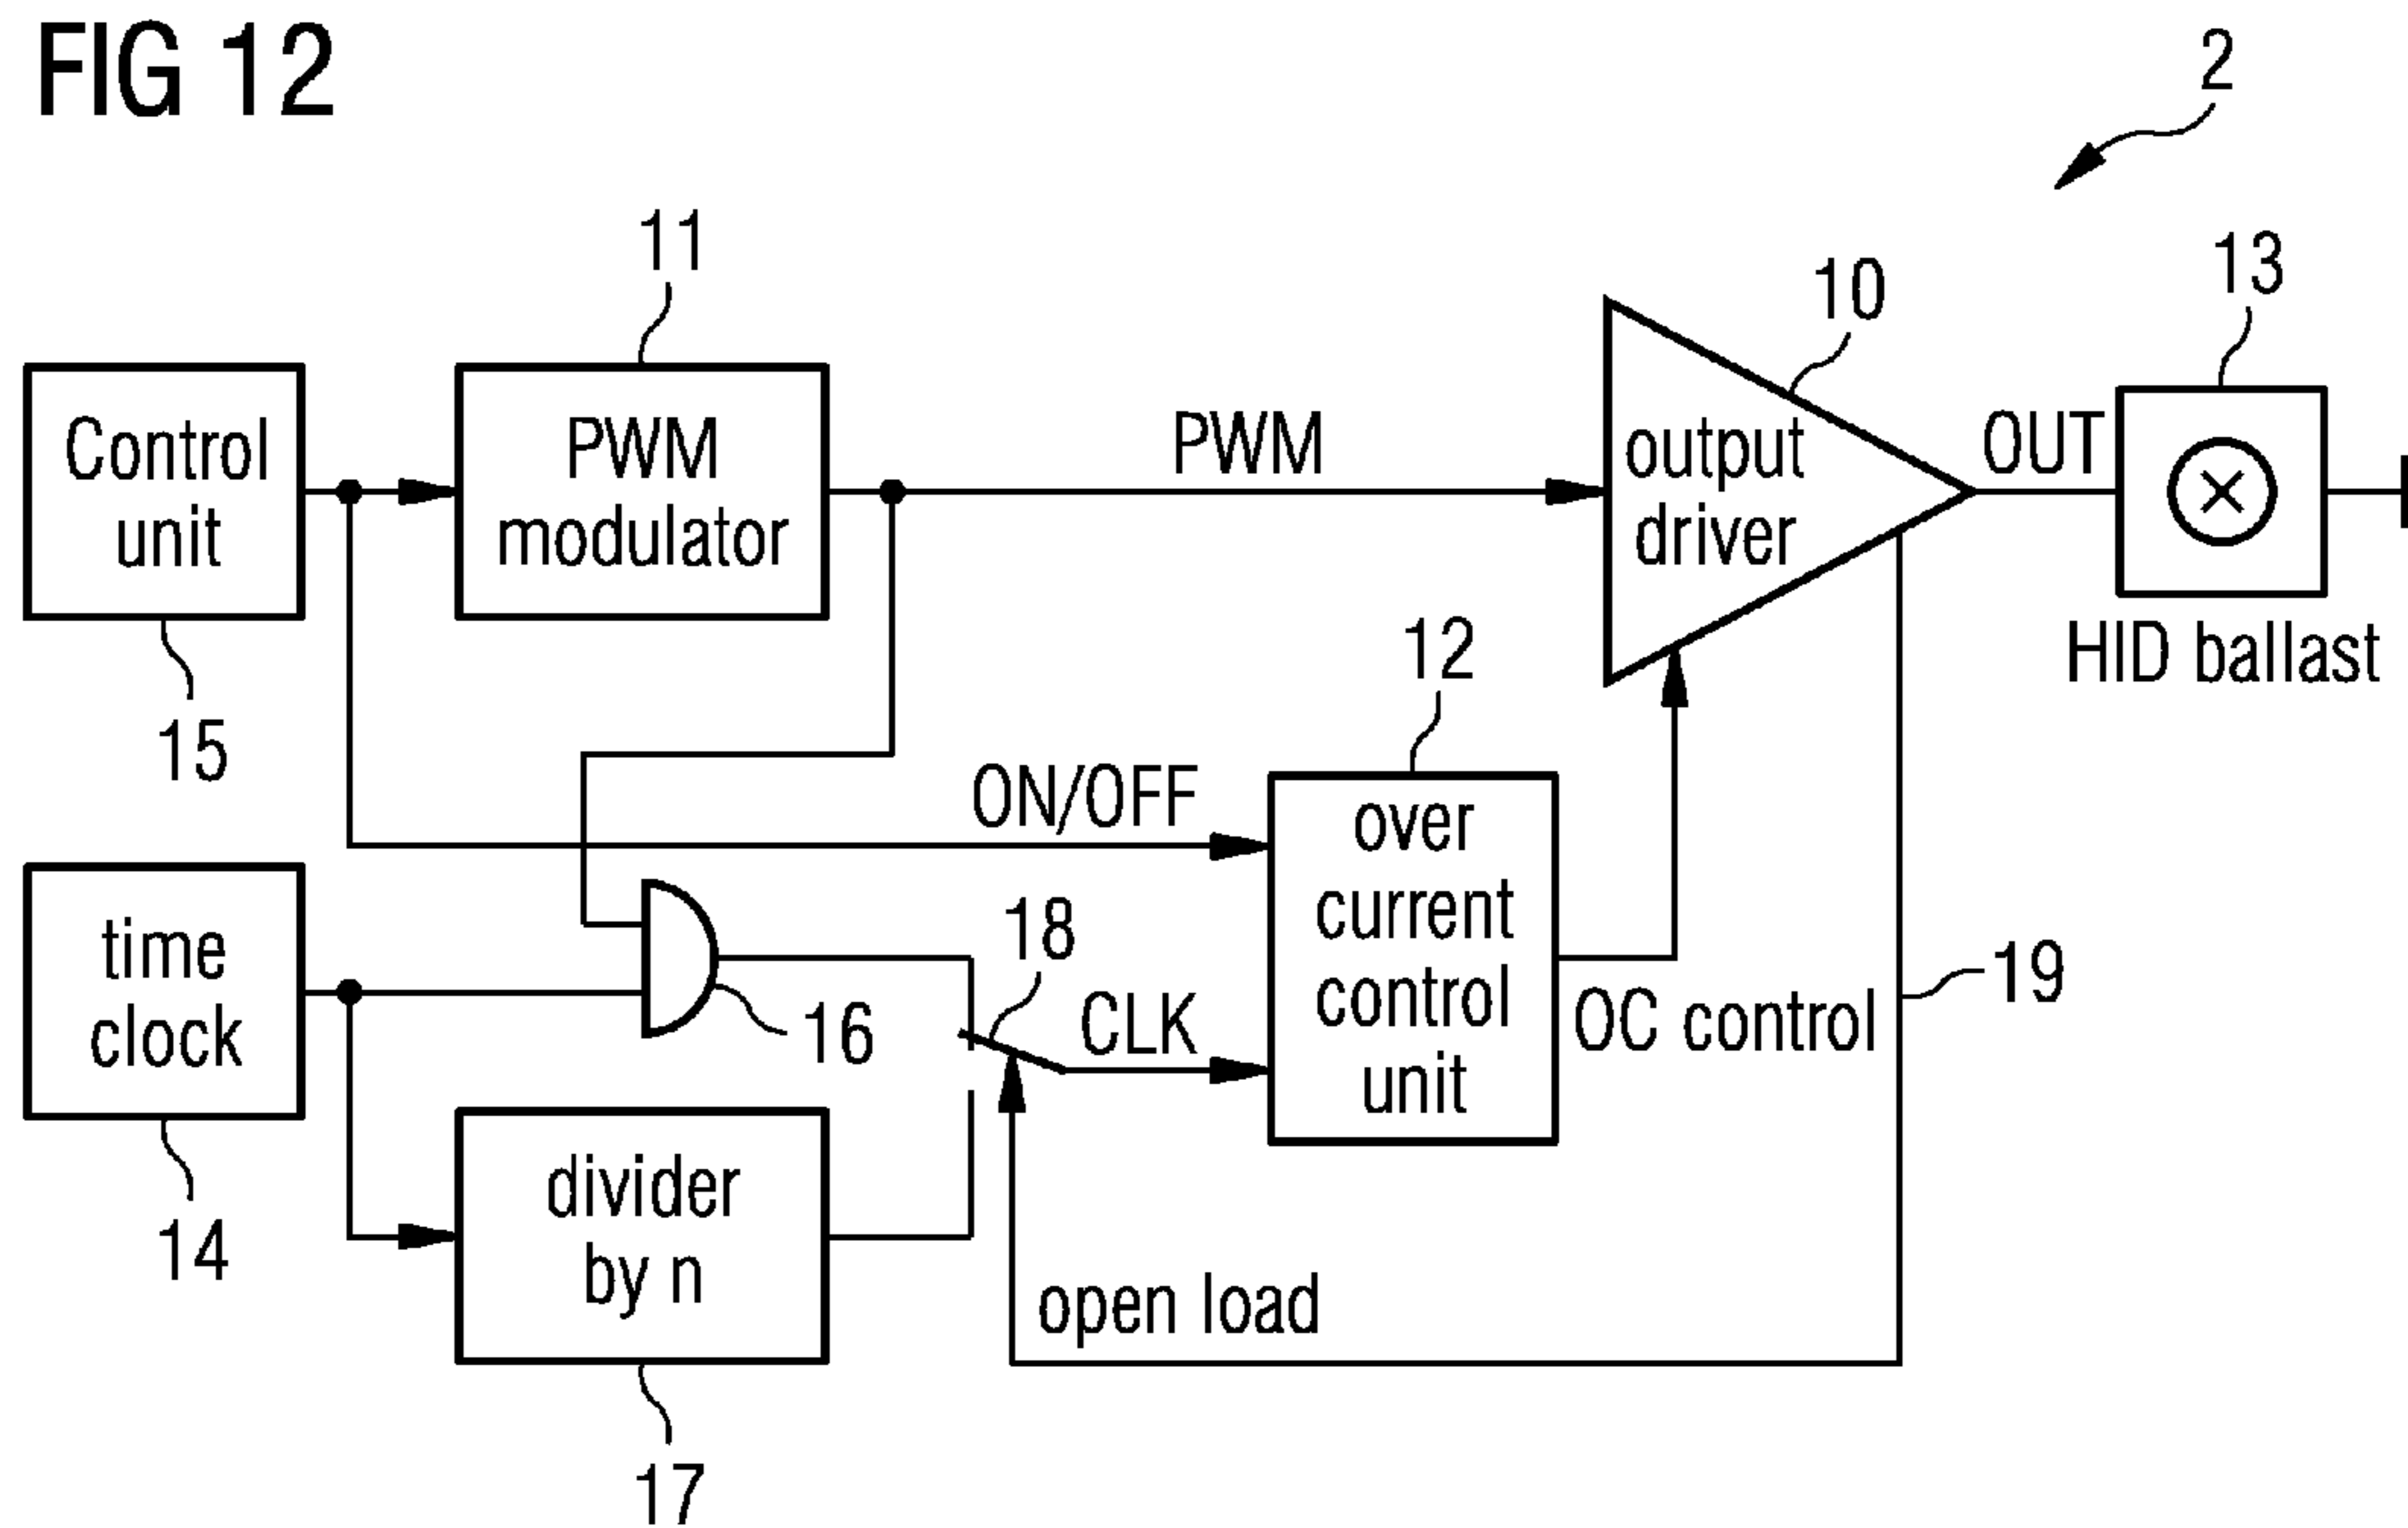 FIG 12
2
11
10
13
Control
unit
PWM
modulator
PWM
output
driver
OUT
HID ballast
15
12
ON/OFF
over
current
control
unit
time
clock
16
18
CLK
OC control
19
14
divider
by n
open load
17